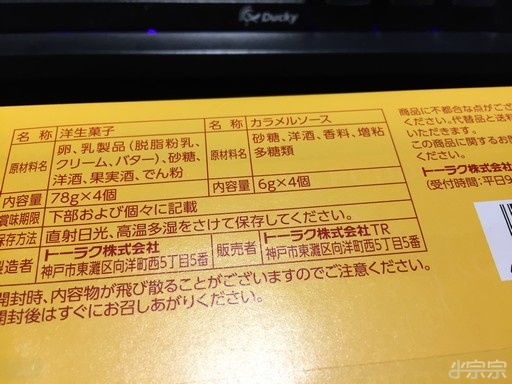 Ducky
名 称 洋生菓子
原材料名 卵、乳製品(脱脂粉乳、
クリーム、バター)、砂糖、
洋酒、果実酒、でん粉
内容量 78g×4個
名 称 カラメルソース
原材料名 砂糖、洋酒、香料、増粘
多糖類
内容量 6g×4個
賞味期限 下部および個々に記載
保存方法 直射日光、高温多湿をさけて保存してください。
製造者 トーラク株式会社
神戸市東灘区向洋町西5丁目5番
販売者 トーラク株式会社TR
神戸市東灘区向洋町西5丁目5番
開封時、内容物が飛び散ることがございますのでご注意ください。
開封後はすぐにお召しあがりください。
商品に不都合な点がご
ください。代替品と送料
いただきます。
この商品に関するお
トーラク株式会
(受付時間:平日9
小宗宗